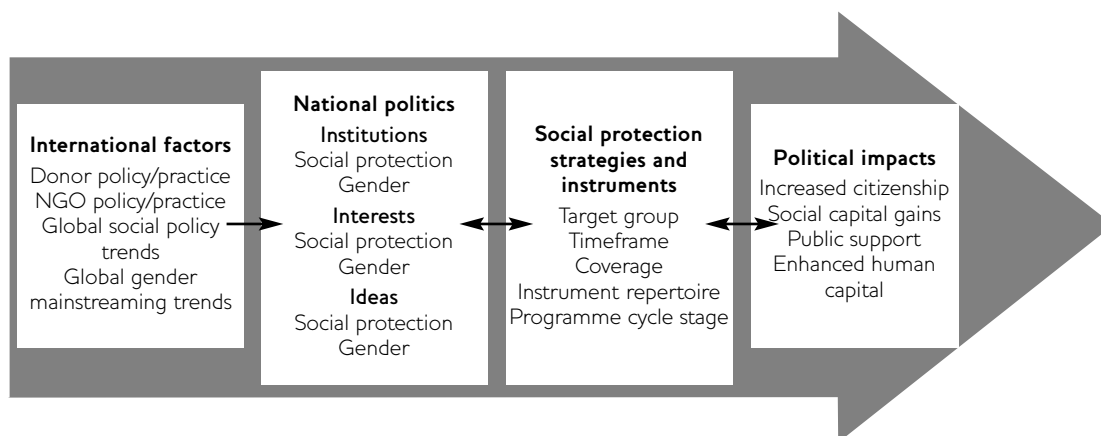 International factors
Donor policy/practice
NGO policy/practice
Global social policy
trends
Global gender
mainstreaming trends
National politics
Institutions
Social protection
Gender
Interests
Social protection
Gender
Ideas
Social protection
Gender
Social protection
strategies and
instruments
Target group
Timeframe
Coverage
Instrument repertoire
Programme cycle stage
Political impacts
Increased citizenship
Social capital gains
Public support
Enhanced human
capital